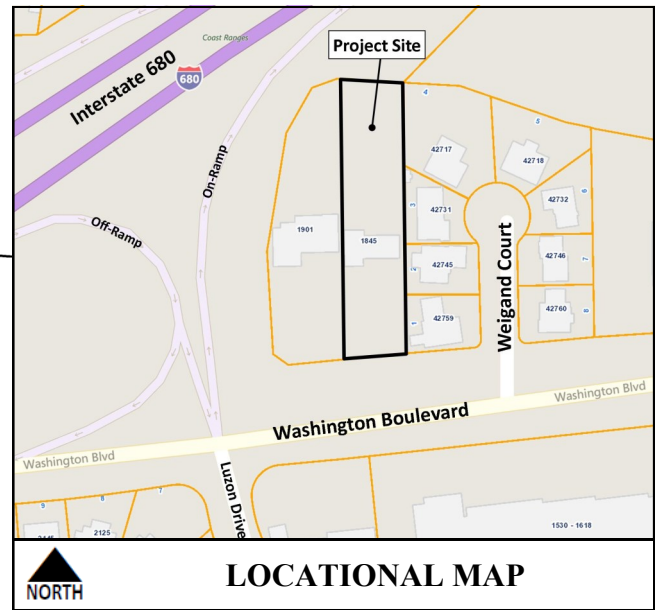 Coast Ranges
Project Site
Interstate 680
680
4
5
On-Ramp
42717
42718
6
3
42731
42732
Off-Ramp
1901
1845
Weigand Court
2
42745
42746
7
1
42759
42760
8
Washington Boulevard
Washington Blvd
Washington Blvd
Luzon Drive
9
8
7
2125
1530 - 1618
NORTH
LOCATIONAL MAP